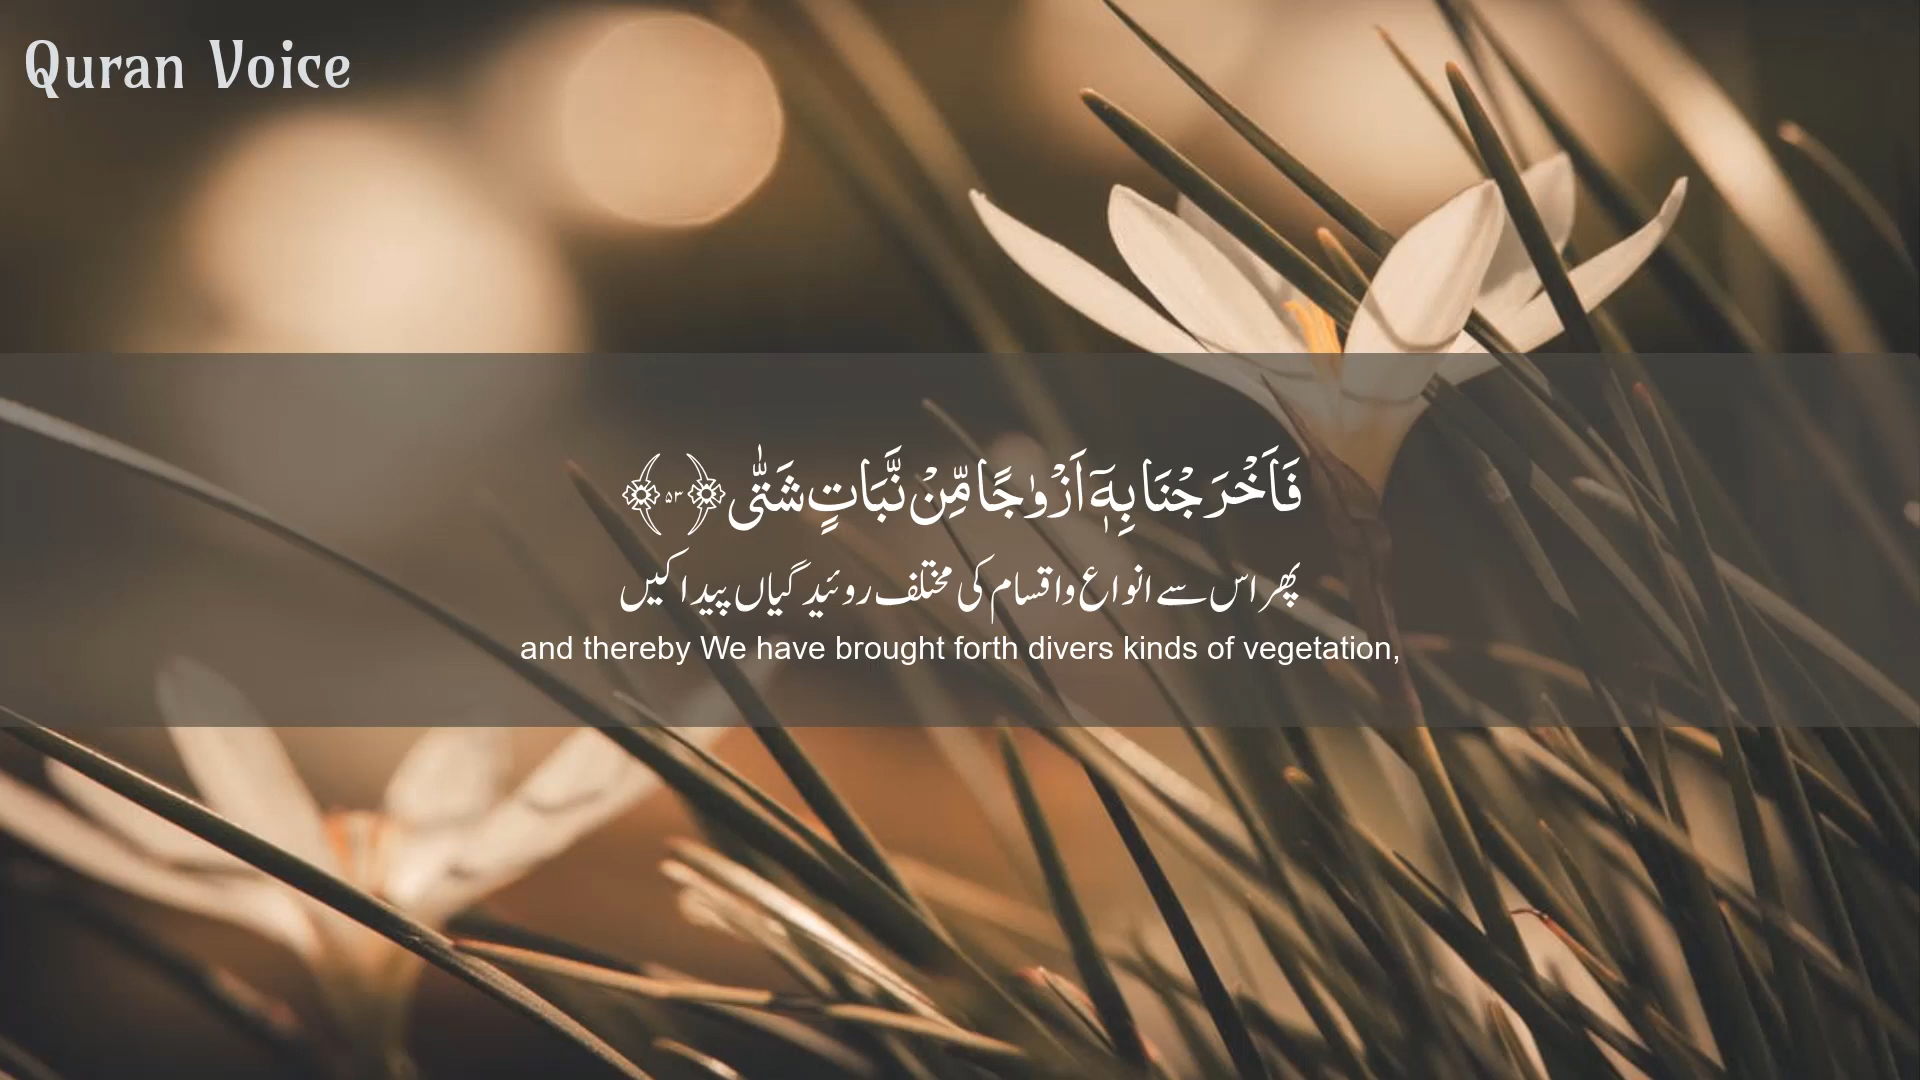 Quran Voice
فَاَخْرَجْنَا بِهٖۤ اَزْوٰجًا مِّنْ نَّبَاتٍ شَتّٰى ﴿۵۳﴾
پھر اس سے انواع واقسام کی مختلف روئیدگیاں پیدا کیں
and thereby We have brought forth divers kinds of vegetation,